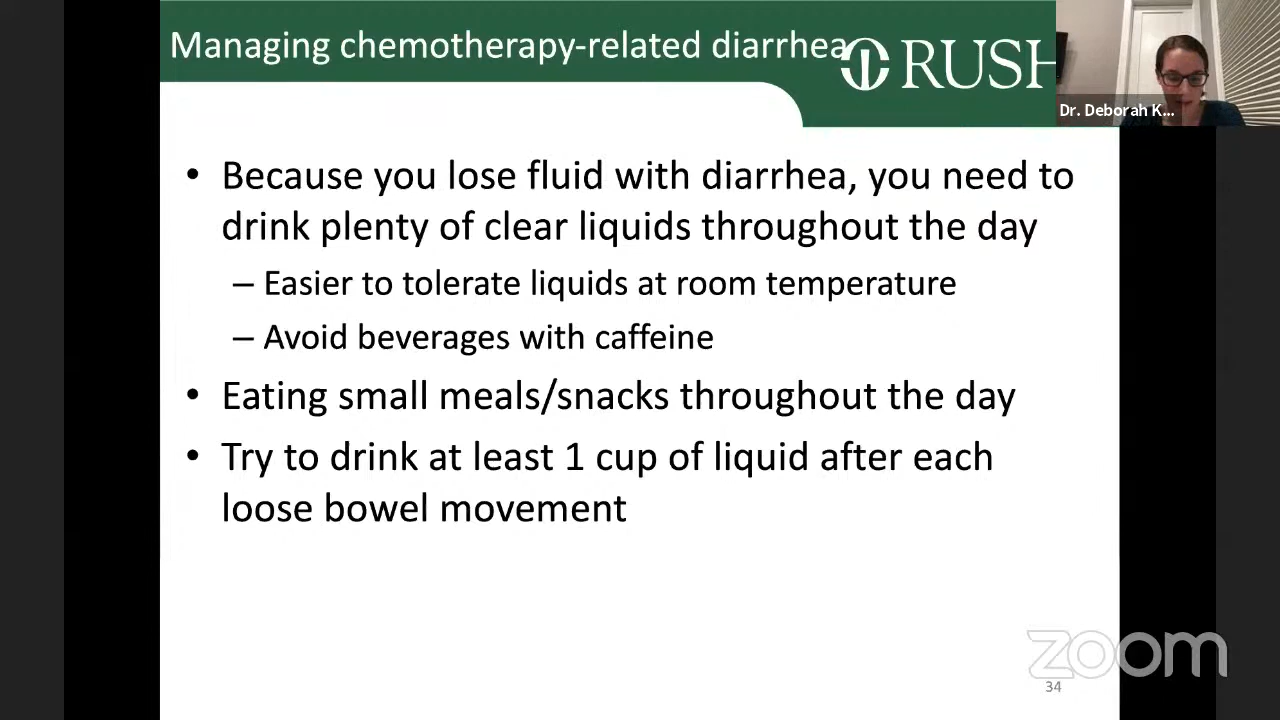 Managing chemotherapy-related diarrhea
RUSH
Dr. Deborah K...
• Because you lose fluid with diarrhea, you need to
drink plenty of clear liquids throughout the day
– Easier to tolerate liquids at room temperature
– Avoid beverages with caffeine
• Eating small meals/snacks throughout the day
• Try to drink at least 1 cup of liquid after each
loose bowel movement
zoom
34